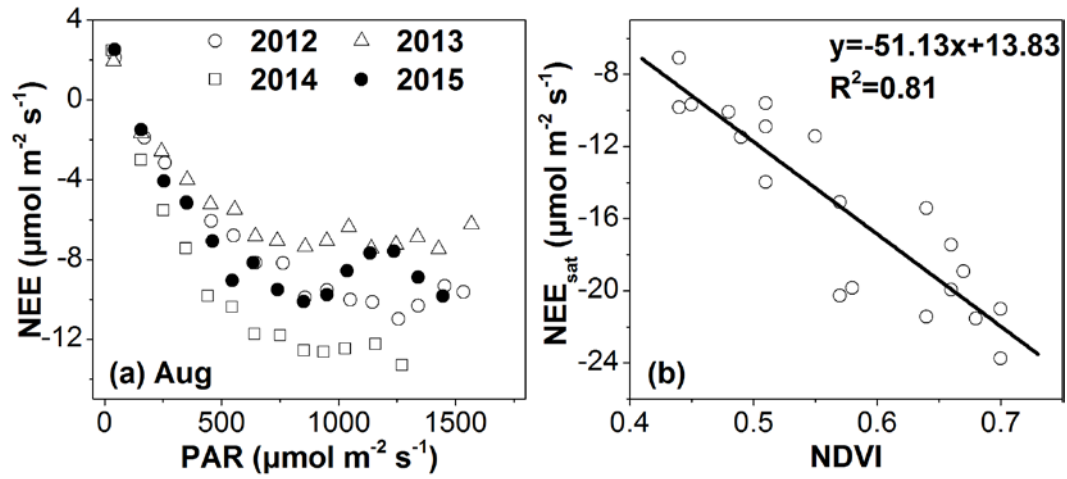 4
0
-4
-8
-12
NEE (µmol m⁻² s⁻¹)
2012
2013
2014
2015
(a) Aug
0
500
1000
1500
PAR (µmol m⁻² s⁻¹)
-8
-12
-16
-20
-24
NEEsat (µmol m⁻² s⁻¹)
y=-51.13x+13.83
R²=0.81
(b)
0.4
0.5
0.6
0.7
NDVI